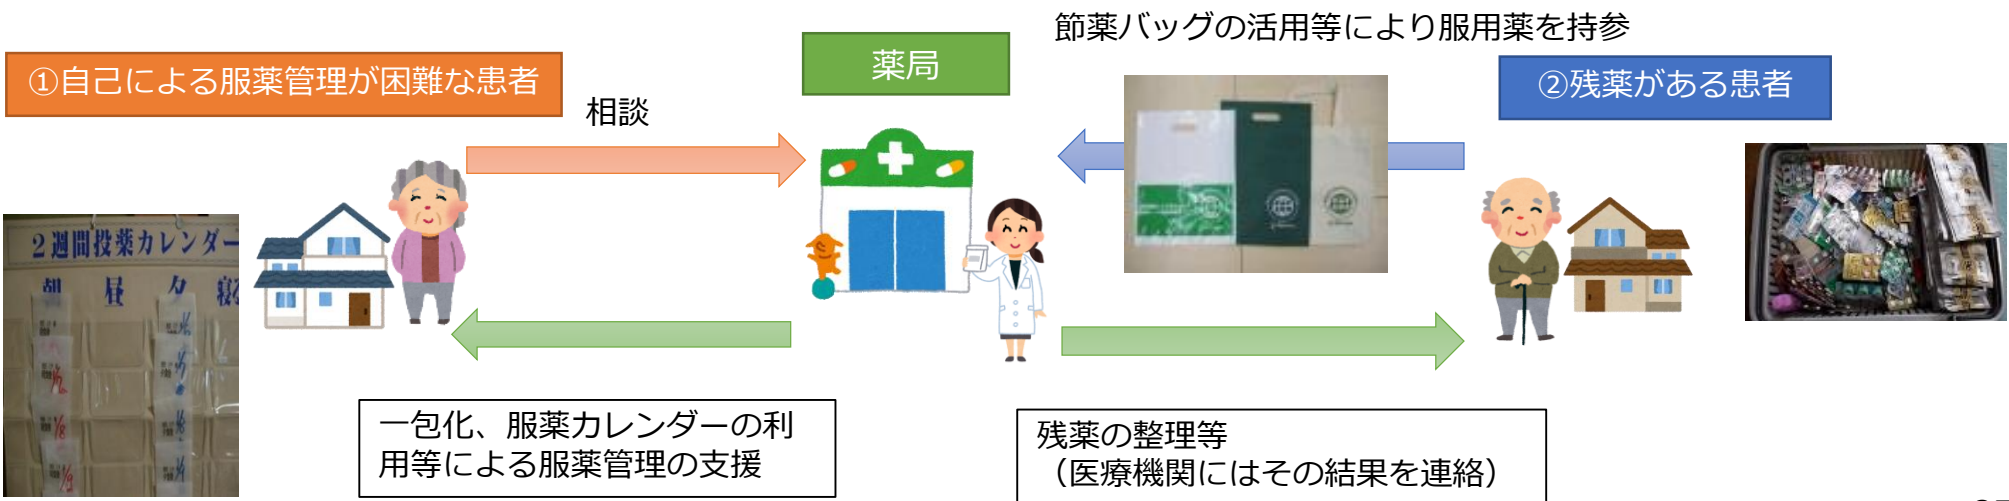 節薬バッグの活用等により服用薬を持参
①自己による服薬管理が困難な患者
薬局
②残薬がある患者
相談
2週間投薬カレンダー
朝 昼 夕 寝る
一包化、服薬カレンダーの利
用等による服薬管理の支援
残薬の整理等
（医療機関にはその結果を連絡）